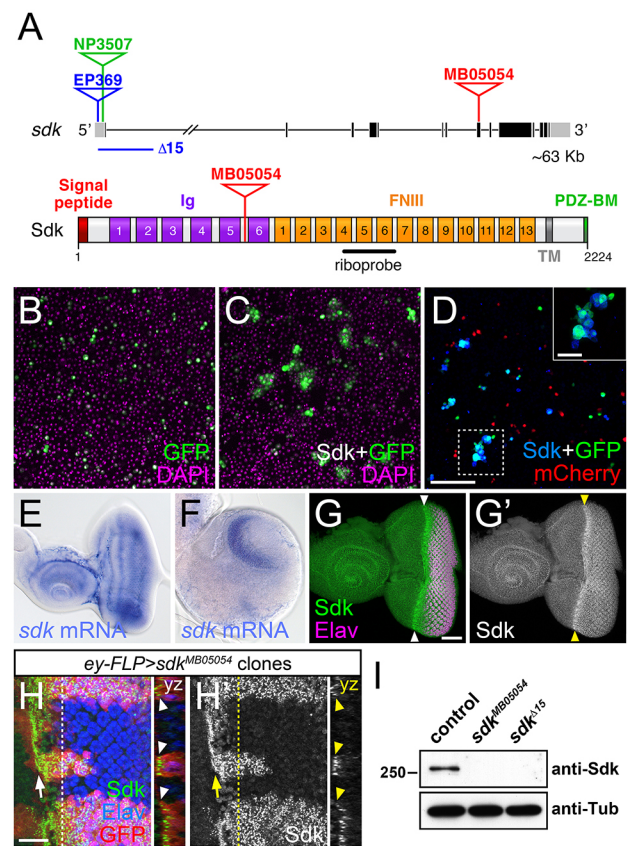 A
NP3507
EP369
MB05054
sdk 5' // 3'
Δ15
~63 Kb
MB05054
Signal peptide
Ig
FNIII
PDZ-BM
Sdk 1 2 3 4 5 6 1 2 3 4 5 6 7 8 9 10 11 12 13
1 riboprobe TM 2224
B
GFP
DAPI
C
Sdk+GFP
DAPI
D
Sdk+GFP
mCherry
E
sdk mRNA
F
sdk mRNA
G
Sdk
Elav
G'
Sdk
ey-FLP>sdkMB05054 clones
H
yz
Sdk
Elav
GFP
H'
yz
Sdk
I
control
sdkMB05054
sdkΔ15
250
anti-Sdk
anti-Tub